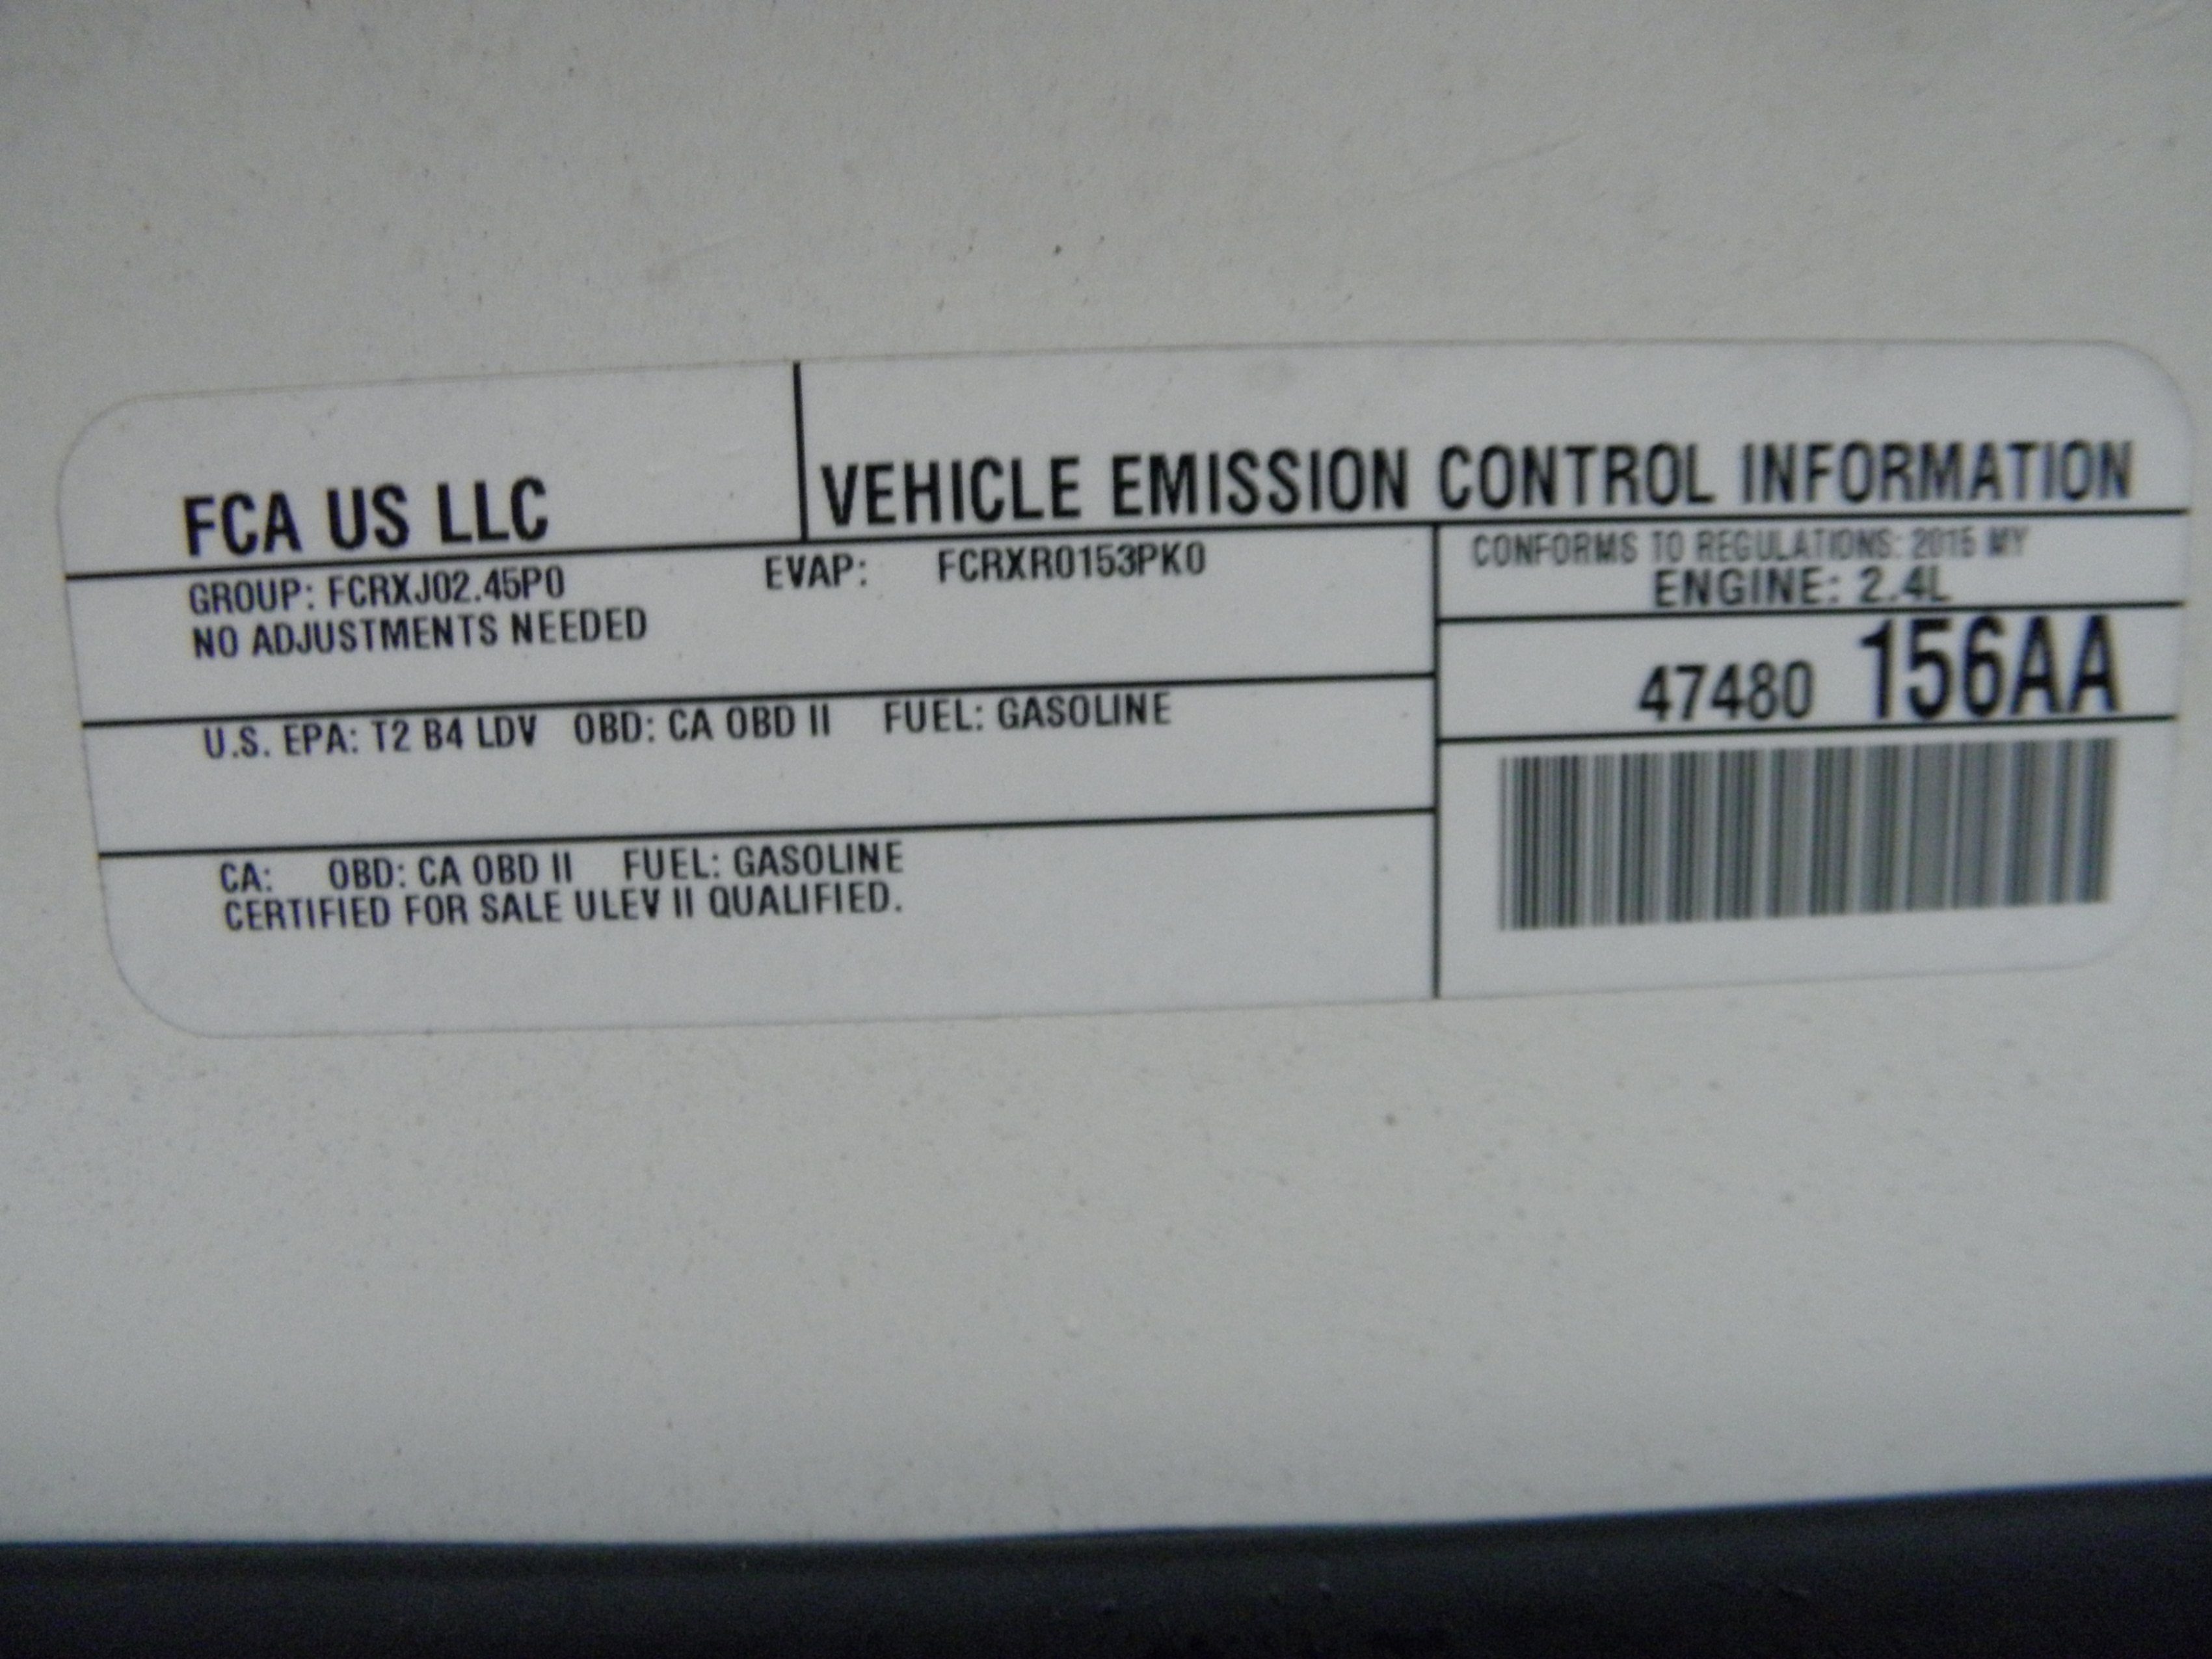 FCA US LLC
VEHICLE EMISSION CONTROL INFORMATION
GROUP: FCRXJ02.45P0 EVAP: FCRXR0153PK0
NO ADJUSTMENTS NEEDED
CONFORMS TO REGULATIONS: 2015 MY
ENGINE: 2.4L
47480 156AA
U.S. EPA: T2 B4 LDV OBD: CA OBD II FUEL: GASOLINE
CA: OBD: CA OBD II FUEL: GASOLINE
CERTIFIED FOR SALE ULEV II QUALIFIED.